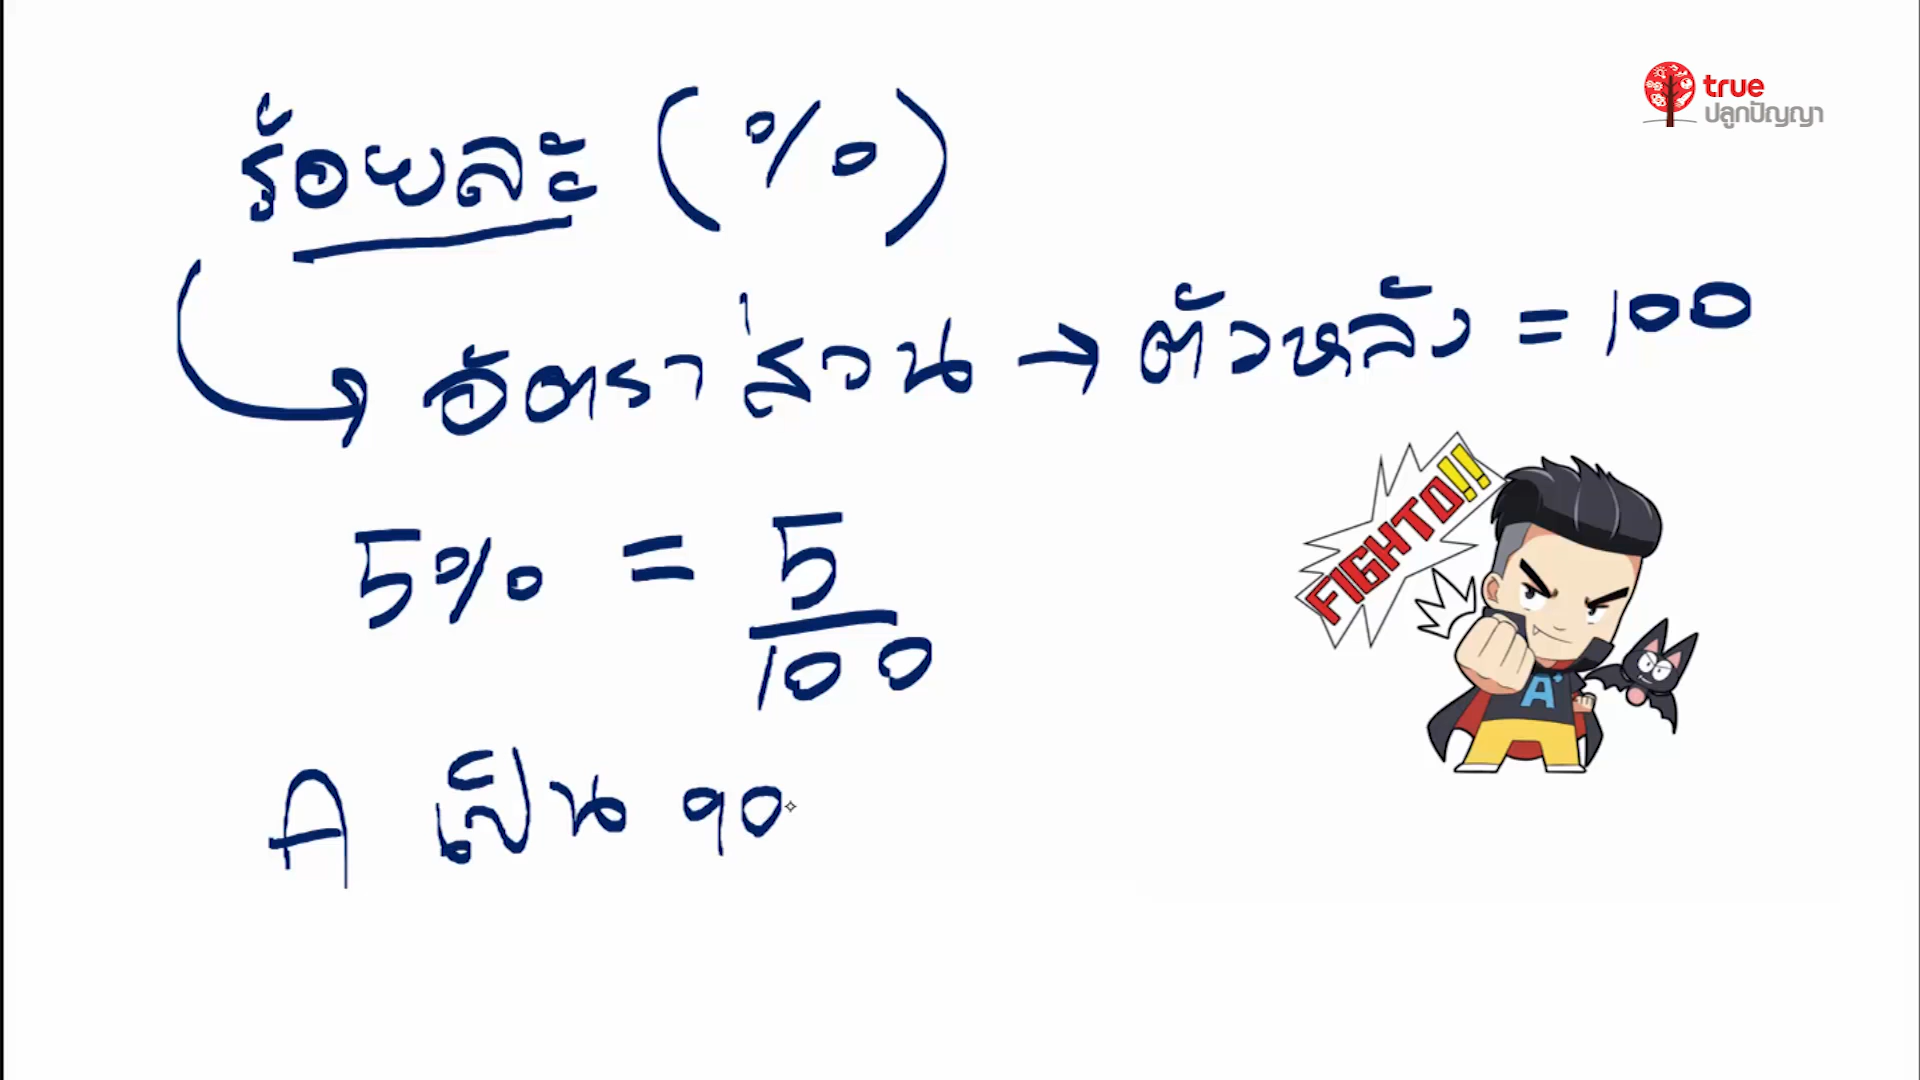 true
ปลูกปัญญา
ร้อยละ (%)
อัตราส่วน → ตัวหลัง = 100
5% = 5/100
FIGHTO!!
A+
A เป็น 90